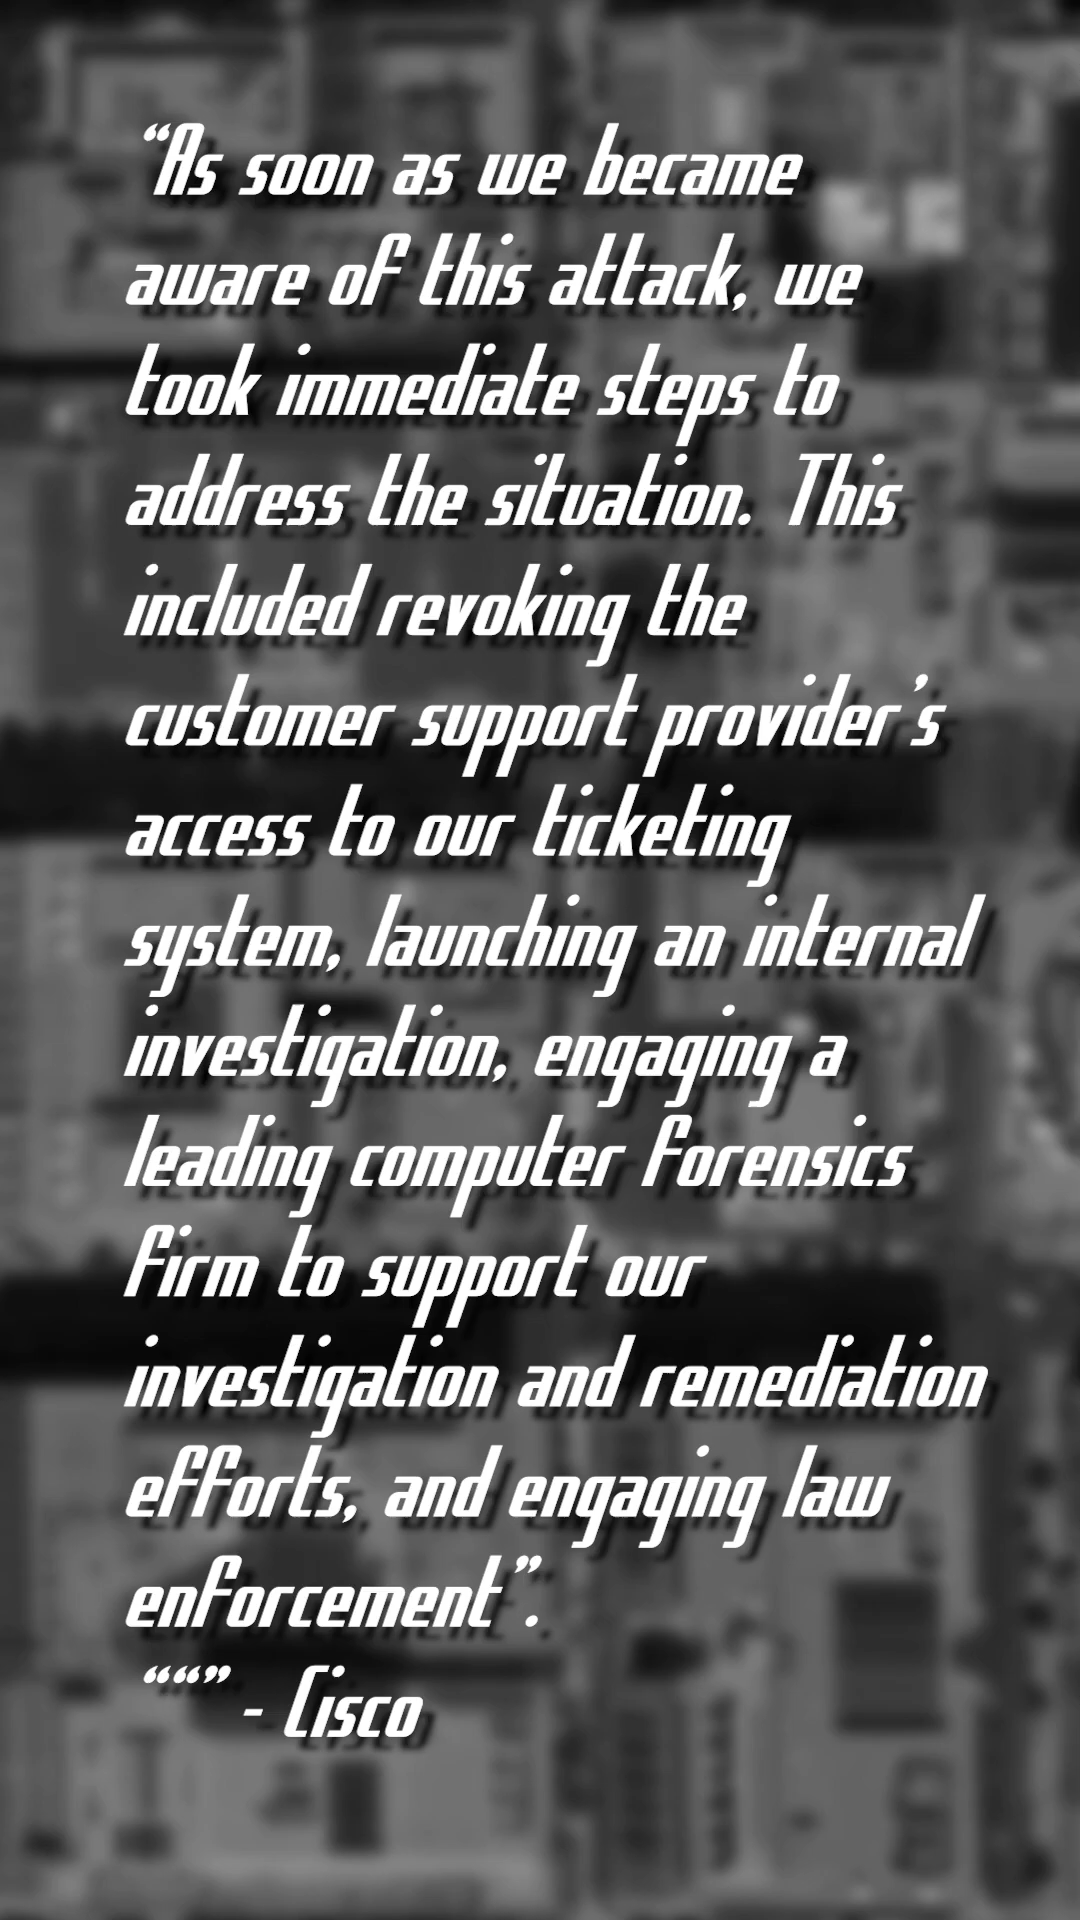 “As soon as we became
aware of this attack, we
took immediate steps to
address the situation. This
included revoking the
customer support provider’s
access to our ticketing
system, launching an internal
investigation, engaging a
leading computer forensics
firm to support our
investigation and remediation
efforts, and engaging law
enforcement”.
““” - Cisco